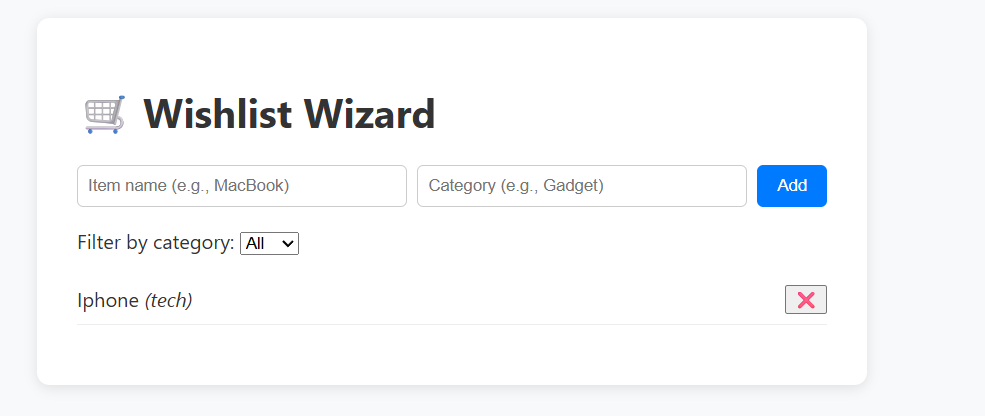 Wishlist Wizard
Item name (e.g., MacBook) Category (e.g., Gadget) Add
Filter by category: All
Iphone (tech)